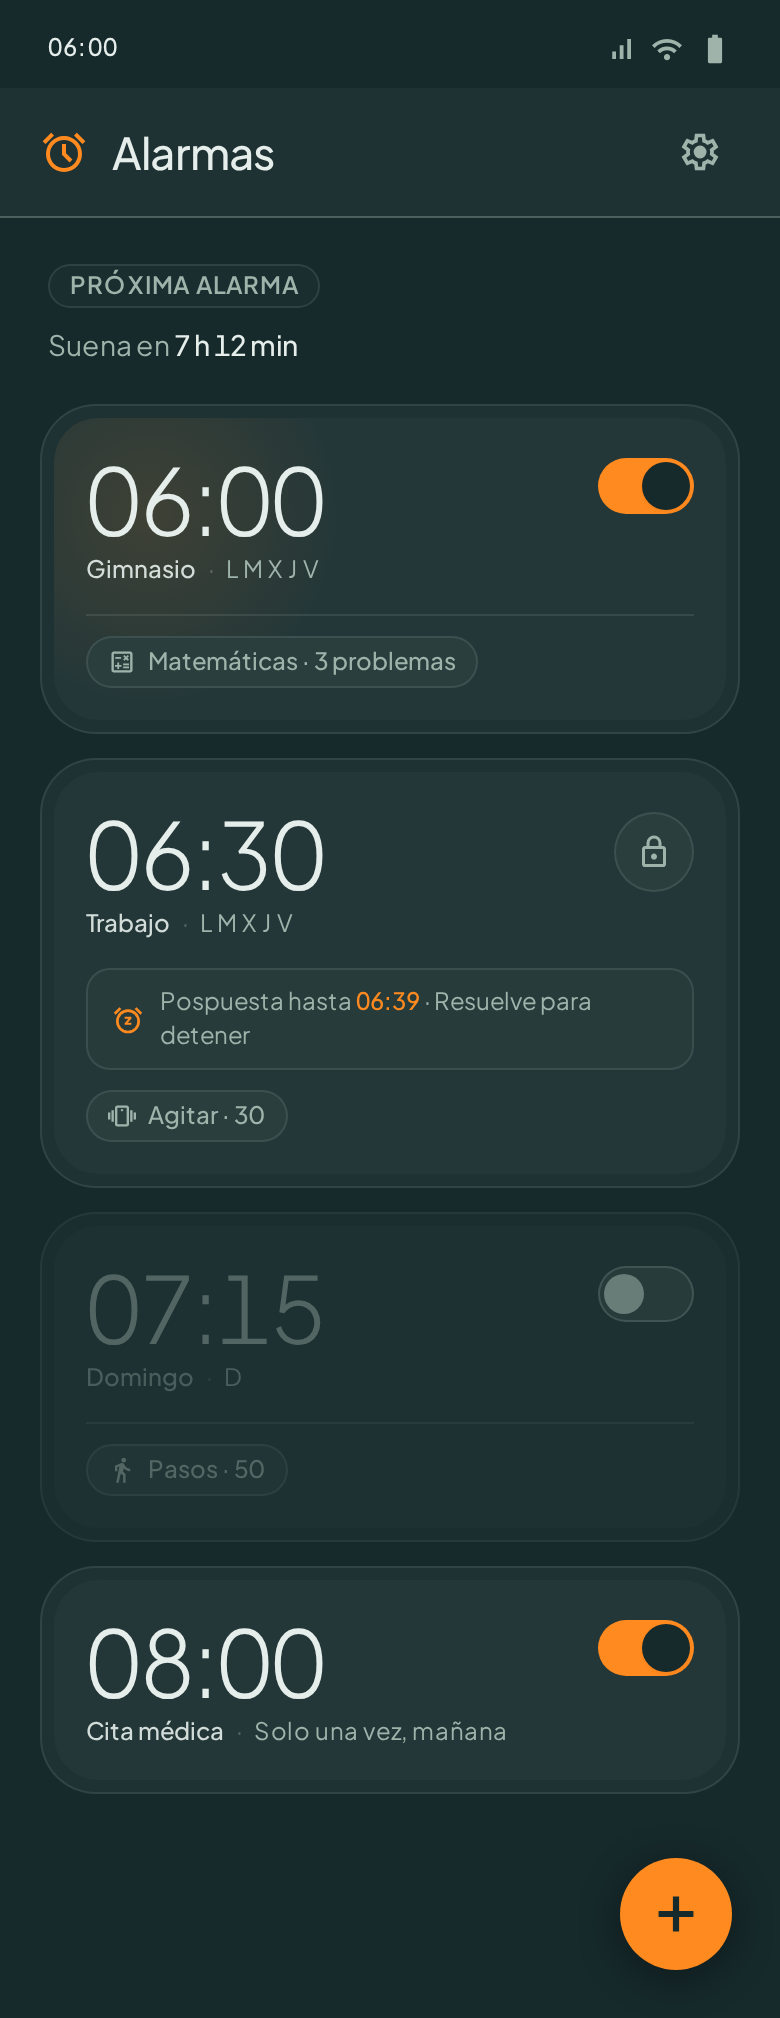 06:00
Alarmas
PRÓXIMA ALARMA
Suena en 7 h 12 min
06:00
Gimnasio · L M X J V
Matemáticas · 3 problemas
06:30
Trabajo · L M X J V
Pospuesta hasta 06:39 · Resuelve para
detener
Agitar · 30
07:15
Domingo · D
Pasos · 50
08:00
Cita médica · Solo una vez, mañana